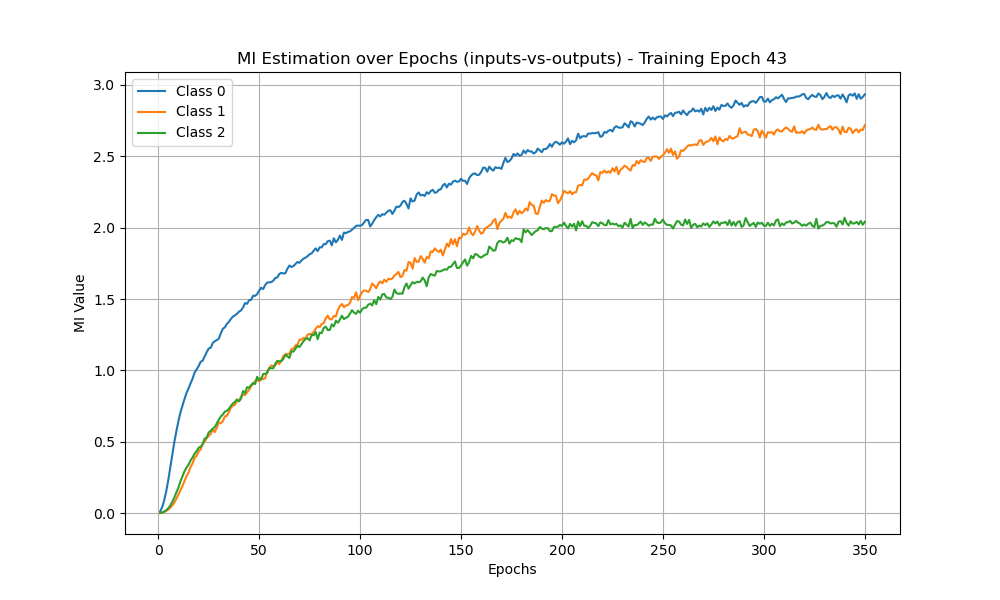 MI Estimation over Epochs (inputs-vs-outputs) - Training Epoch 43
Class 0
Class 1
Class 2
MI Value
3.0
2.5
2.0
1.5
1.0
0.5
0.0
0 50 100 150 200 250 300 350
Epochs